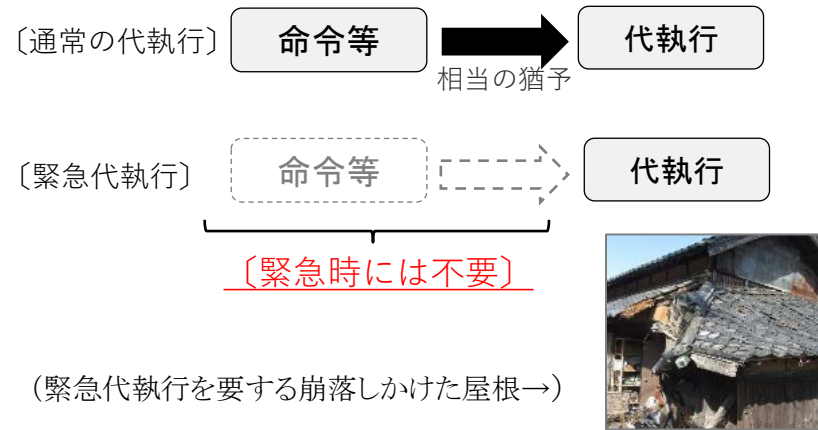 〔通常の代執行〕 命令等 代執行
相当の猶予
〔緊急代執行〕 命令等 代執行
〔緊急時には不要〕
（緊急代執行を要する崩落しかけた屋根→）